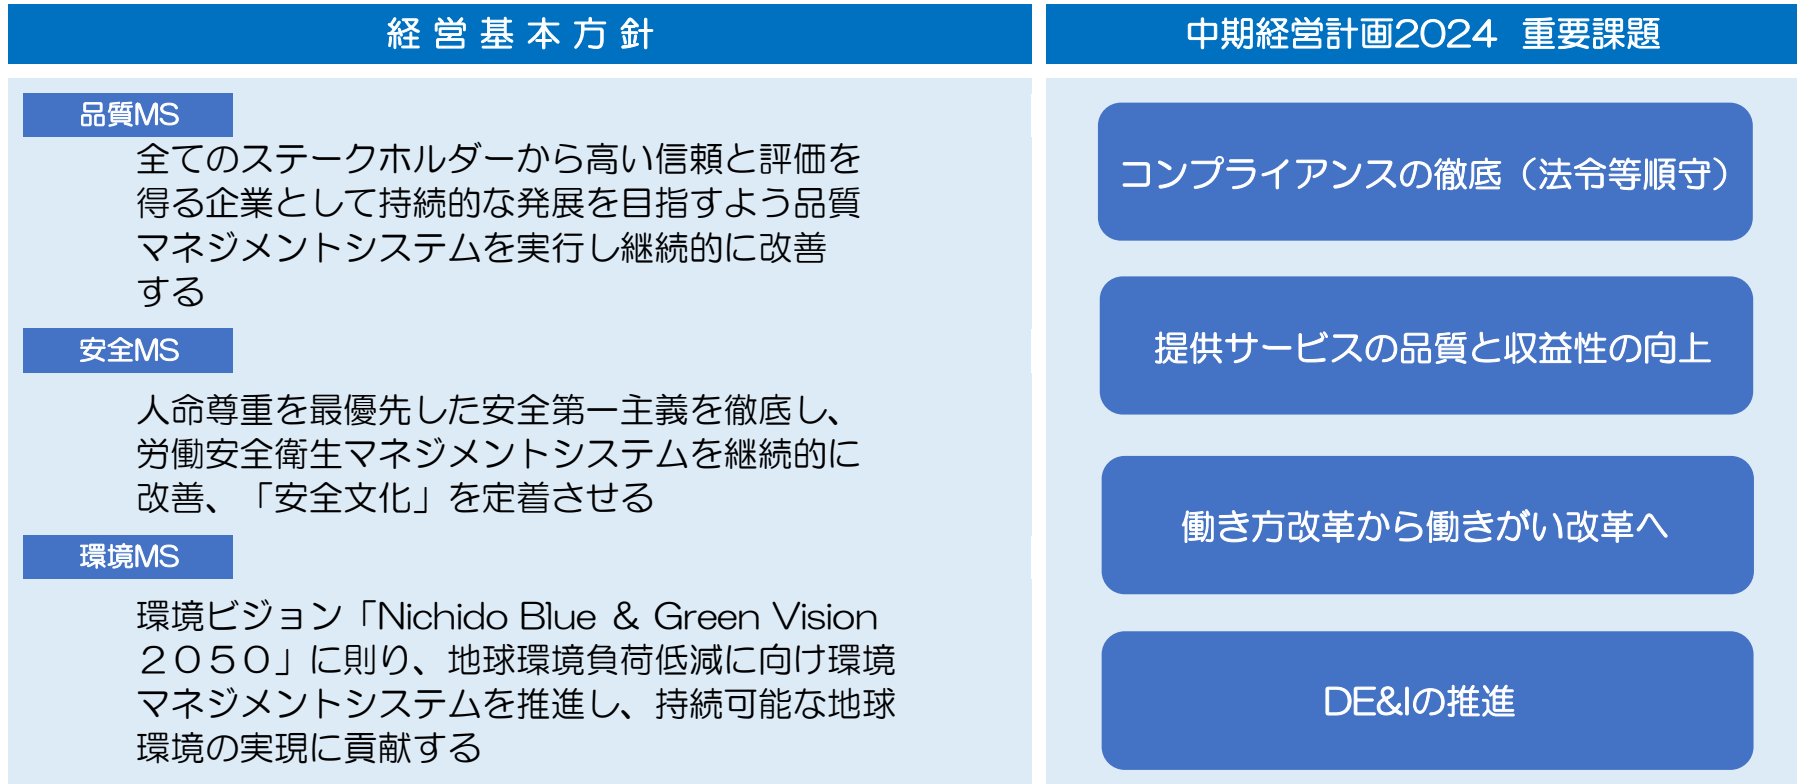 経営基本方針
品質MS
全てのステークホルダーから高い信頼と評価を
得る企業として持続的な発展を目指すよう品質
マネジメントシステムを実行し継続的に改善
する
安全MS
人命尊重を最優先した安全第一主義を徹底し、
労働安全衛生マネジメントシステムを継続的に
改善、「安全文化」を定着させる
環境MS
環境ビジョン「Nichido Blue & Green Vision
２０５０」に則り、地球環境負荷低減に向け環境
マネジメントシステムを推進し、持続可能な地球
環境の実現に貢献する
中期経営計画2024　重要課題
コンプライアンスの徹底（法令等順守）
提供サービスの品質と収益性の向上
働き方改革から働きがい改革へ
DE&Iの推進